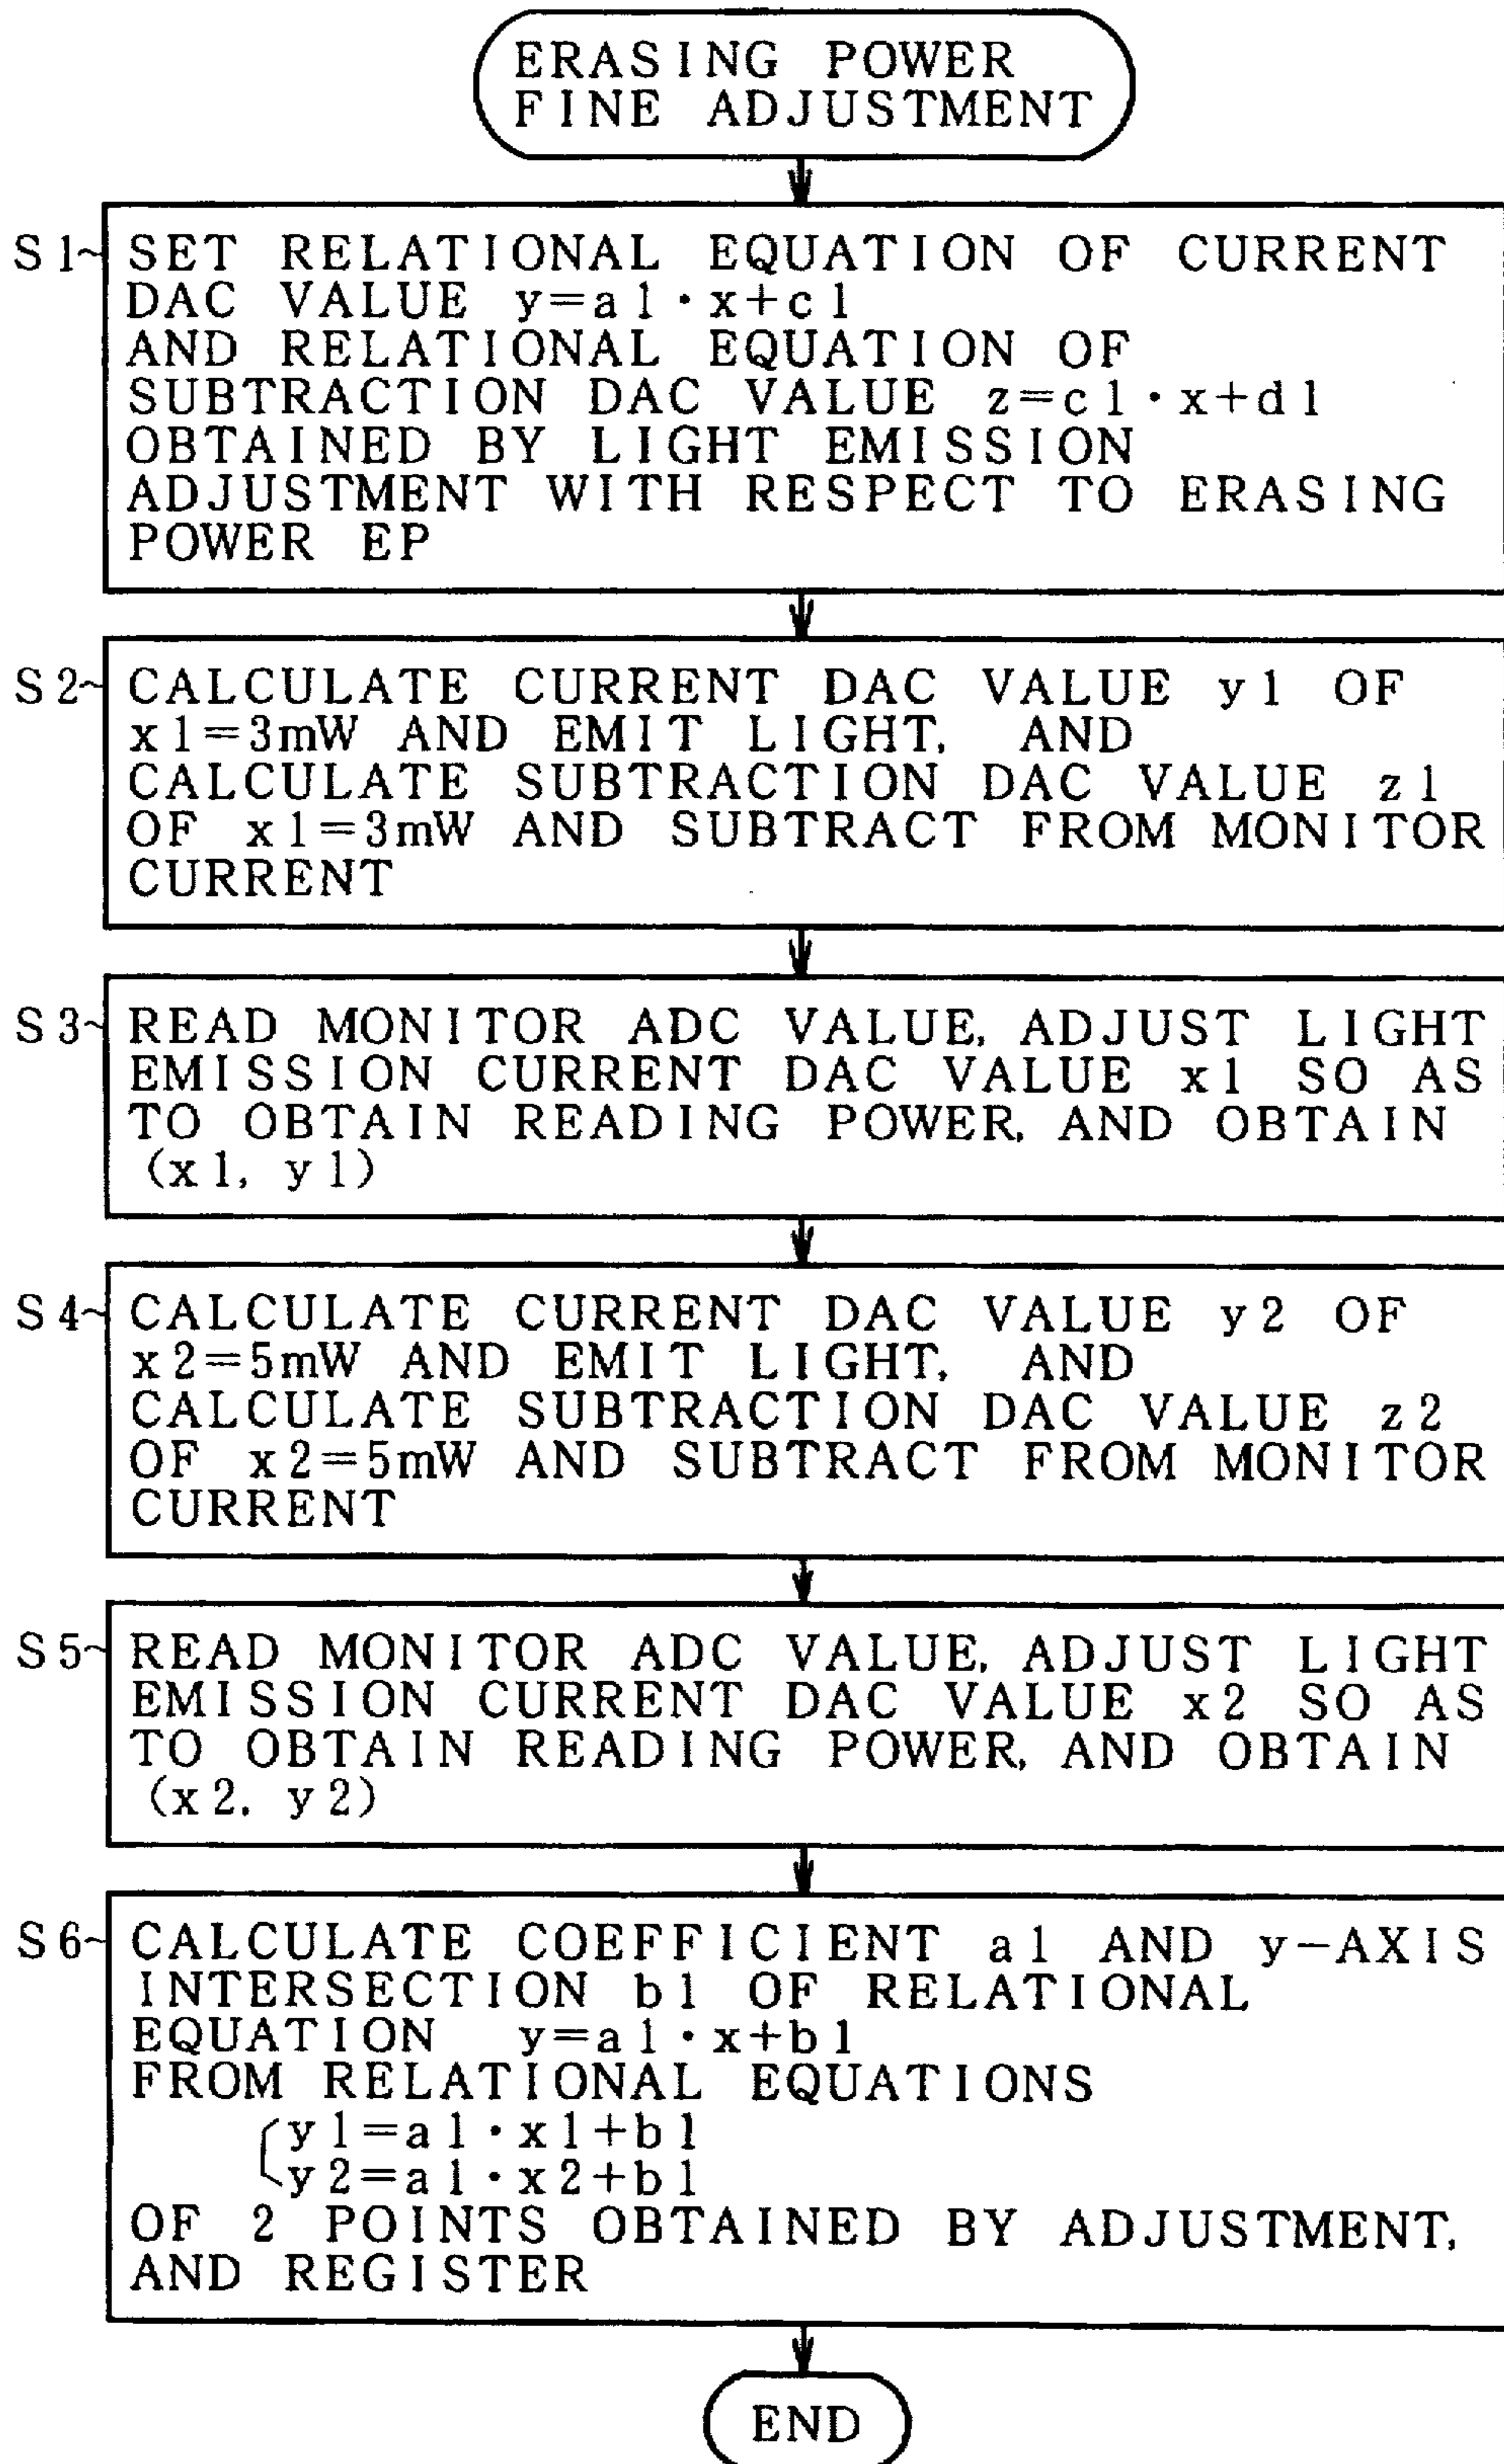 ERASING POWER
FINE ADJUSTMENT
S1~ SET RELATIONAL EQUATION OF CURRENT
DAC VALUE y=a1·x+c1
AND RELATIONAL EQUATION OF
SUBTRACTION DAC VALUE z=c1·x+d1
OBTAINED BY LIGHT EMISSION
ADJUSTMENT WITH RESPECT TO ERASING
POWER EP
S2~ CALCULATE CURRENT DAC VALUE y1 OF
x1=3mW AND EMIT LIGHT, AND
CALCULATE SUBTRACTION DAC VALUE z1
OF x1=3mW AND SUBTRACT FROM MONITOR
CURRENT
S3~ READ MONITOR ADC VALUE, ADJUST LIGHT
EMISSION CURRENT DAC VALUE x1 SO AS
TO OBTAIN READING POWER, AND OBTAIN
(x1, y1)
S4~ CALCULATE CURRENT DAC VALUE y2 OF
x2=5mW AND EMIT LIGHT, AND
CALCULATE SUBTRACTION DAC VALUE z2
OF x2=5mW AND SUBTRACT FROM MONITOR
CURRENT
S5~ READ MONITOR ADC VALUE, ADJUST LIGHT
EMISSION CURRENT DAC VALUE x2 SO AS
TO OBTAIN READING POWER, AND OBTAIN
(x2, y2)
S6~ CALCULATE COEFFICIENT a1 AND y-AXIS
INTERSECTION b1 OF RELATIONAL
EQUATION y=a1·x+b1
FROM RELATIONAL EQUATIONS
y1=a1·x1+b1
y2=a1·x2+b1
OF 2 POINTS OBTAINED BY ADJUSTMENT,
AND REGISTER
END